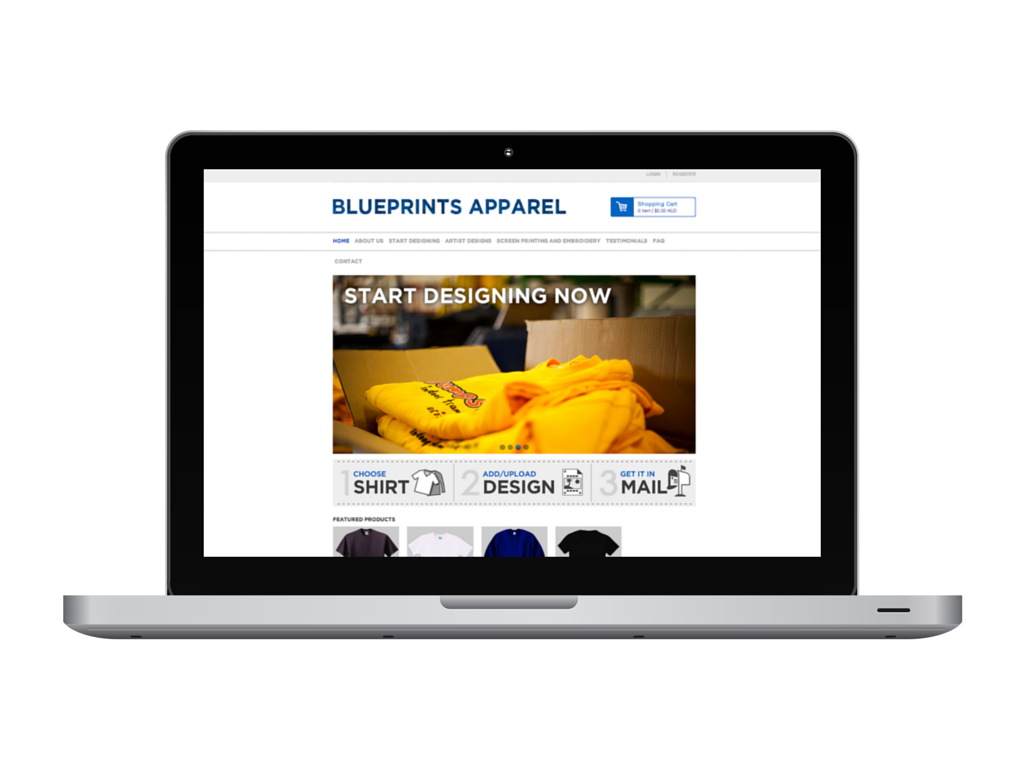 LOGIN REGISTER
BLUEPRINTS APPAREL
Shopping Cart
0 item | $0.00 AUD
HOME ABOUT US START DESIGNING ARTIST DESIGNS SCREEN PRINTING AND EMBROIDERY TESTIMONIALS FAQ
CONTACT
START DESIGNING NOW
1 CHOOSE SHIRT
2 ADD/UPLOAD DESIGN
3 GET IT IN MAIL
FEATURED PRODUCTS